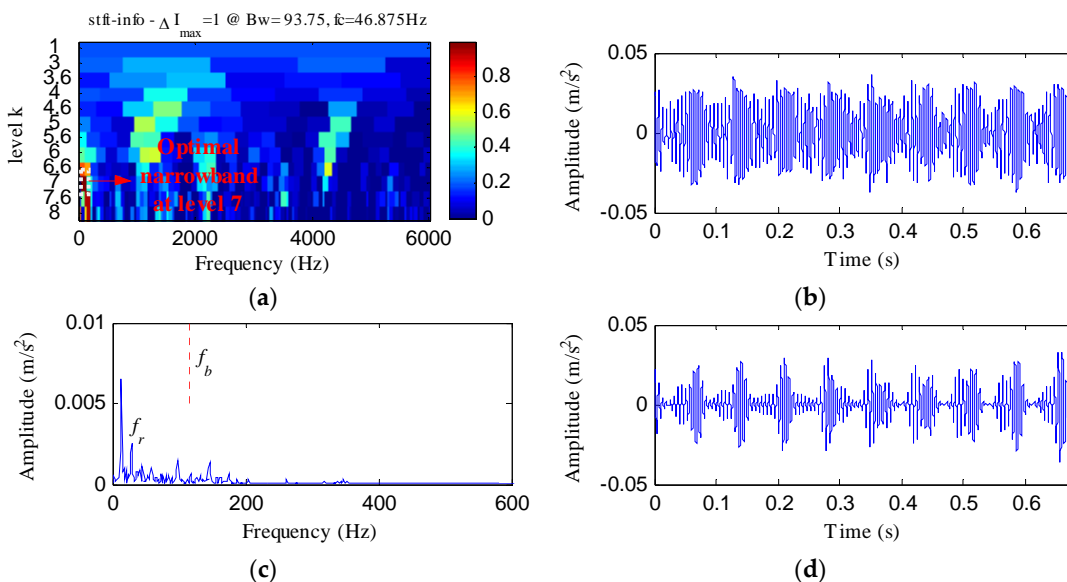 stft-info - Δ I_max=1 @ Bw= 93.75, fc=46.875Hz
level k
1
3
3.6
4
4.6
5
5.6
6
6.6
7
7.6
8
Optimal
narrowband
at level 7
0.8
0.6
0.4
0.2
0
0 2000 4000 6000
Frequency (Hz)
(a)
Amplitude (m/s²)
0.05
0
-0.05
0 0.1 0.2 0.3 0.4 0.5 0.6
Time (s)
(b)
Amplitude (m/s²)
0.01
0.005
0
f_r
f_b
0 200 400 600
Frequency (Hz)
(c)
Amplitude (m/s²)
0.05
0
-0.05
0 0.1 0.2 0.3 0.4 0.5 0.6
Time (s)
(d)